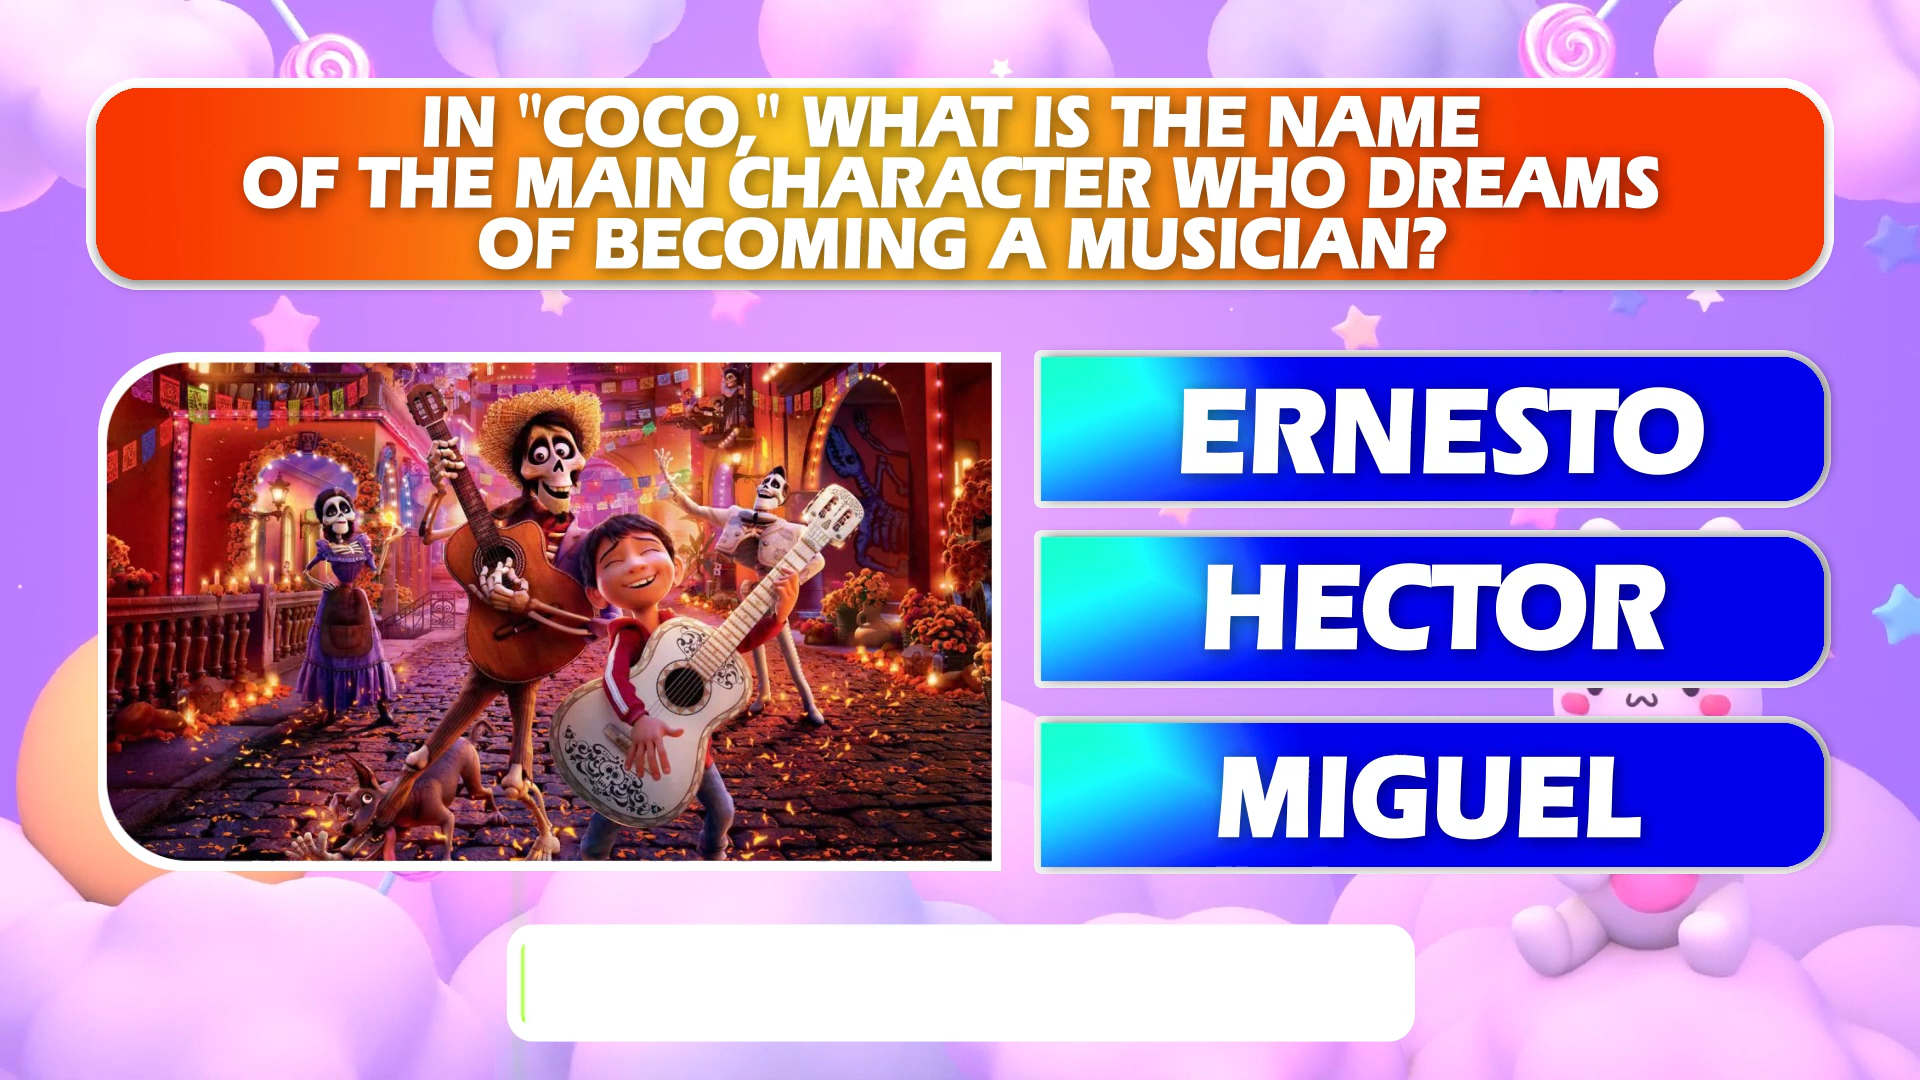 IN "COCO," WHAT IS THE NAME
OF THE MAIN CHARACTER WHO DREAMS
OF BECOMING A MUSICIAN?
ERNESTO
HECTOR
MIGUEL